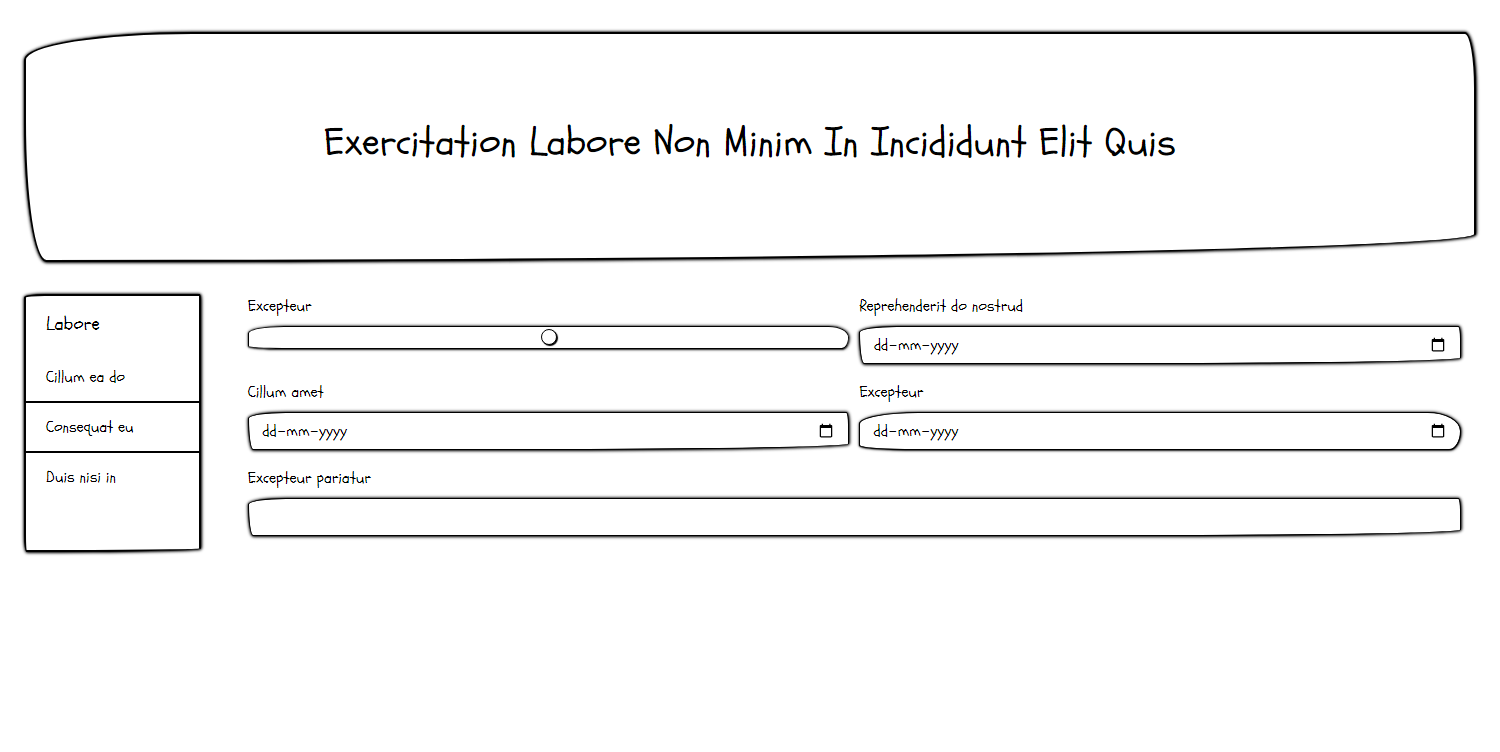 Exercitation Labore Non Minim In Incididunt Elit Quis
Labore
Cillum ea do
Consequat eu
Duis nisi in
Excepteur
Reprehenderit do nostrud
dd-mm-yyyy
Cillum amet
dd-mm-yyyy
Excepteur
dd-mm-yyyy
Excepteur pariatur